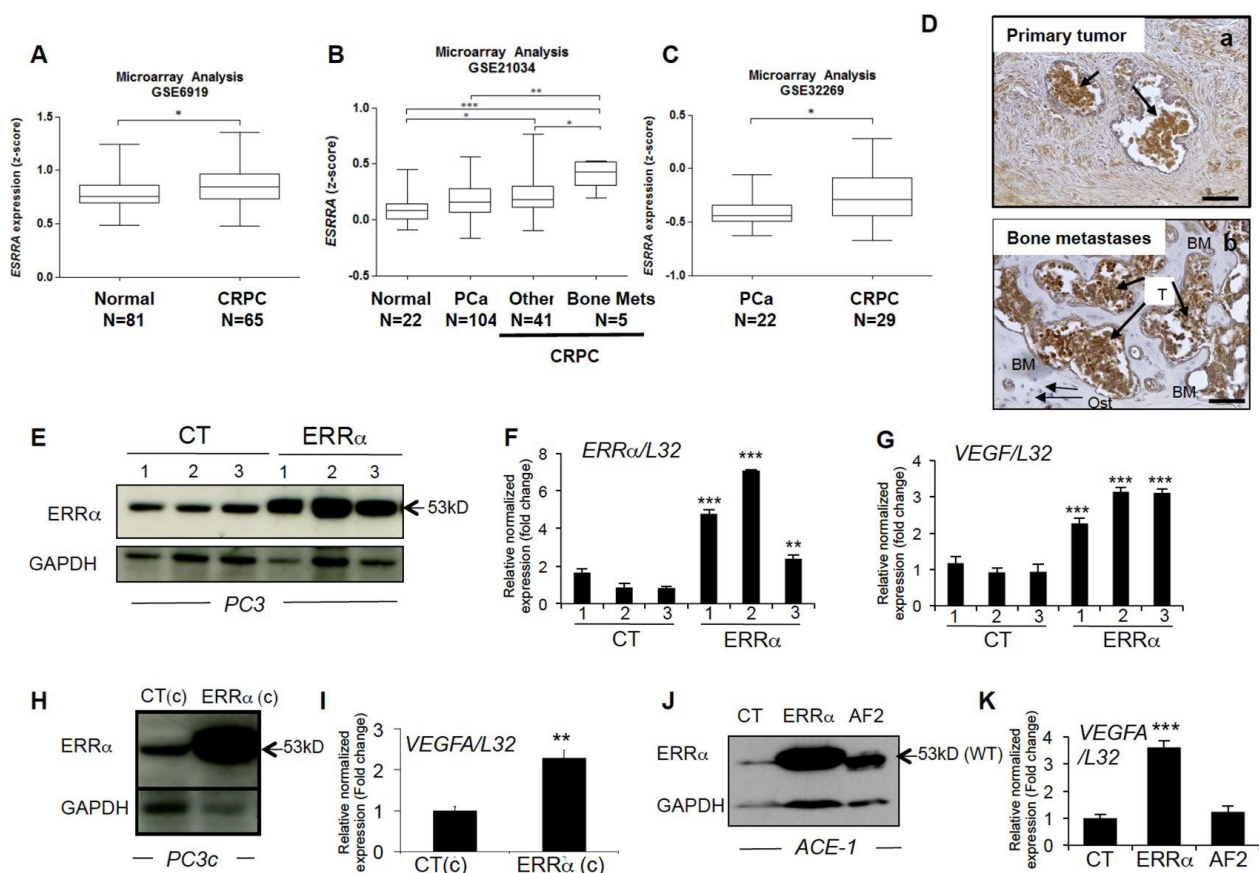 A
Microarray Analysis
GSE6919
*
ESRRA expression (z-score)
1.5
1.0
0.5
0.0
Normal
N=81
CRPC
N=65
B
Microarray Analysis
GSE21034
**
***
*
*
ESRRA (z-score)
1.0
0.5
0.0
-0.5
Normal
N=22
PCa
N=104
Other
N=41
Bone Mets
N=5
CRPC
C
Microarray Analysis
GSE32269
*
ESRRA expression (z-score)
0.5
0.0
-0.5
-1.0
PCa
N=22
CRPC
N=29
D
Primary tumor
a
Bone metastases
b
BM
T
BM
BM
Ost
E
CT
ERRα
1 2 3 1 2 3
ERRα
53kD
GAPDH
PC3
F
ERRα/L32
Relative normalized
expression (fold change)
8
6
4
2
0
***
***
**
1 2 3 1 2 3
CT
ERRα
G
VEGF/L32
Relative normalized
expression (fold change)
5
4
3
2
1
0
***
***
***
1 2 3 1 2 3
CT
ERRα
H
CT(c) ERRα (c)
ERRα
53kD
GAPDH
PC3c
I
VEGFA/L32
Relative normalized
expression (Fold change)
3
2
1
0
**
CT(c)
ERRα (c)
J
CT ERRα AF2
ERRα
53kD (WT)
GAPDH
ACE-1
K
VEGFA
/L32
Relative normalized
expression (Fold change)
4
3
2
1
0
***
CT
ERRα
AF2